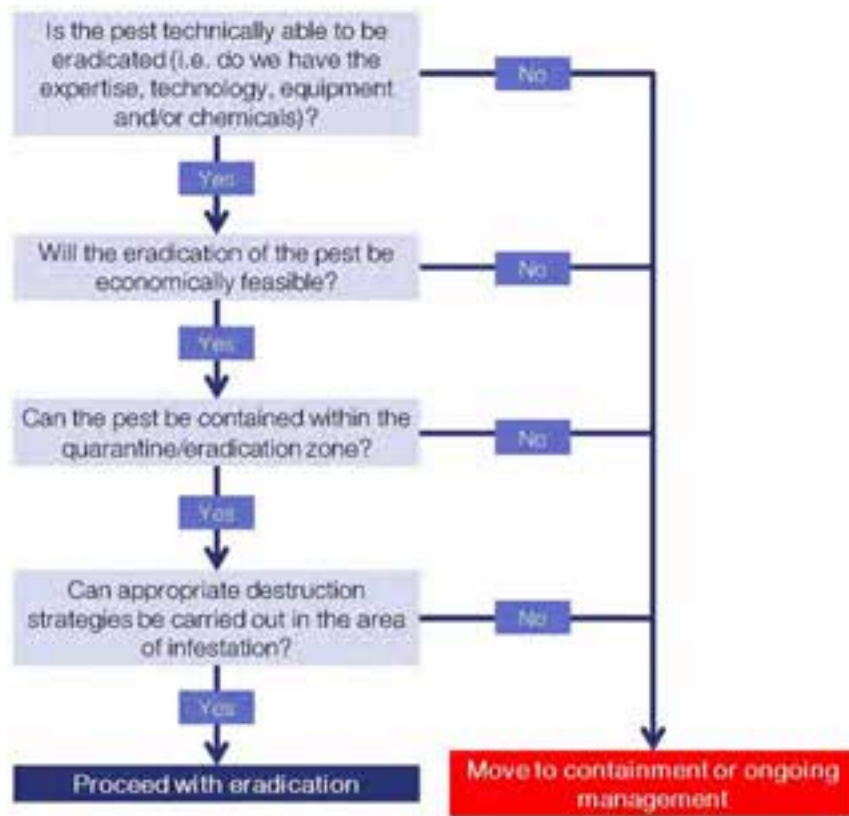 Is the pest technically able to be
eradicated (i.e. do we have the
expertise, technology, equipment
and/or chemicals)?
No
Yes
Will the eradication of the pest be
economically feasible?
No
Yes
Can the pest be contained within the
quarantine/eradication zone?
No
Yes
Can appropriate destruction
strategies be carried out in the area
of infestation?
No
Yes
Proceed with eradication
Move to containment or ongoing
management